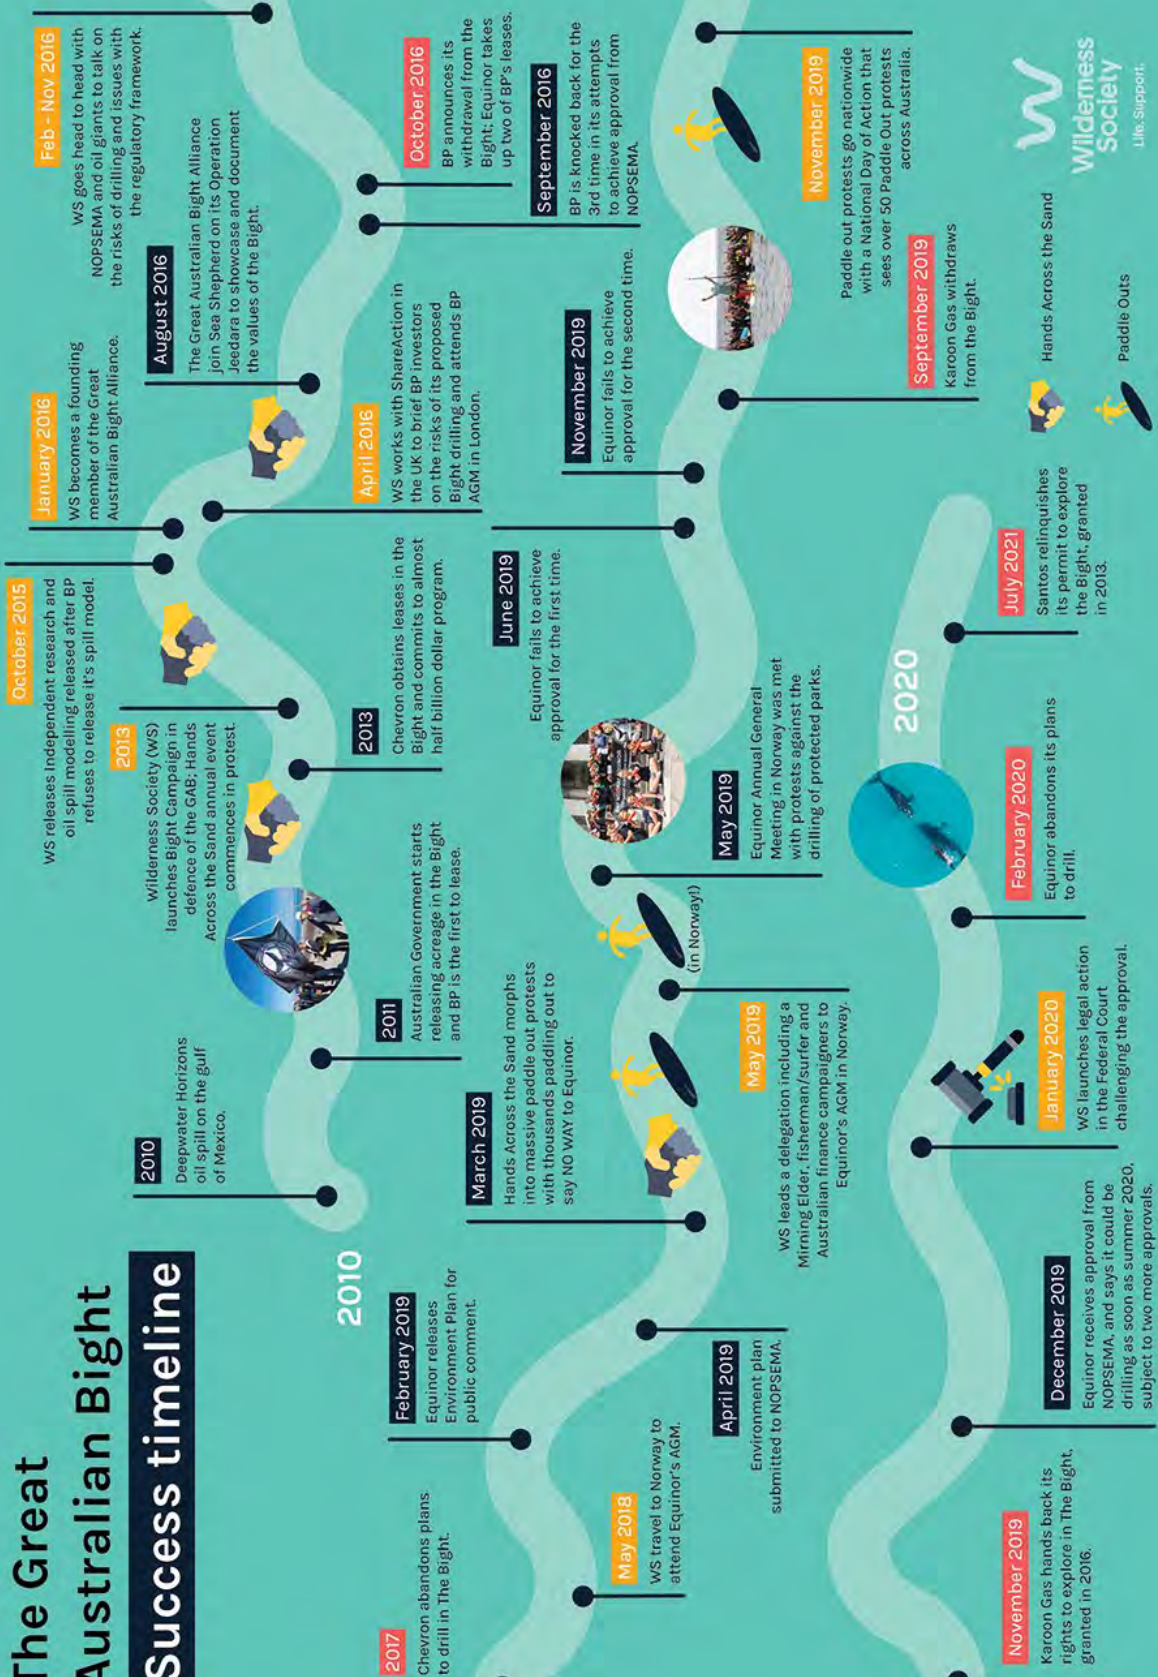 The Great
Australian Bight
Success timeline
2010
2010
Deepwater Horizons
oil spill on the gulf
of Mexico.
2011
Australian Government starts
releasing acreage in the Bight
and BP is the first to lease.
2013
Wilderness Society (WS)
launches Bight Campaign in
defence of the GAB; Hands
Across the Sand annual event
commences in protest.
2013
Chevron obtains leases in the
Bight and commits to almost
half billion dollar program.
October 2015
WS releases Independent research and
oil spill modelling released after BP
refuses to release it's spill model.
January 2016
WS becomes a founding
member of the Great
Australian Bight Alliance.
April 2016
WS works with ShareAction in
the UK to brief BP investors
on the risks of its proposed
Bight drilling and attends BP
AGM in London.
August 2016
The Great Australian Bight Alliance
join Sea Shepherd on its Operation
Jeedara to showcase and document
the values of the Bight.
September 2016
BP is knocked back for the
3rd time in its attempts
to achieve approval from
NOPSEMA.
October 2016
BP announces its
withdrawal from the
Bight; Equinor takes
up two of BP's leases.
Feb - Nov 2016
WS goes head to head with
NOPSEMA and oil giants to talk on
the risks of drilling and issues with
the regulatory framework.
2017
Chevron abandons plans
to drill in The Bight.
May 2018
WS travel to Norway to
attend Equinor's AGM.
February 2019
Equinor releases
Environment Plan for
public comment.
April 2019
Environment plan
submitted to NOPSEMA.
March 2019
Hands Across the Sand morphs
into massive paddle out protests
with thousands paddling out to
say NO WAY to Equinor.
May 2019
WS leads a delegation including a
Mirning Elder, fisherman/surfer and
Australian finance campaigners to
Equinor's AGM in Norway.
(in Norway!)
May 2019
Equinor Annual General
Meeting in Norway was met
with protests against the
drilling of protected parks.
June 2019
Equinor fails to achieve
approval for the first time.
November 2019
Equinor fails to achieve
approval for the second time.
September 2019
Karoon Gas withdraws
from the Bight.
November 2019
Paddle out protests go nationwide
with a National Day of Action that
sees over 50 Paddle Out protests
across Australia.
November 2019
Karoon Gas hands back its
rights to explore in The Bight,
granted in 2016.
December 2019
Equinor receives approval from
NOPSEMA, and says it could be
drilling as soon as summer 2020,
subject to two more approvals.
January 2020
WS launches legal action
in the Federal Court
challenging the approval.
February 2020
Equinor abandons its plans
to drill.
2020
July 2021
Santos relinquishes
its permit to explore
the Bight, granted
in 2013.
Hands Across the Sand
Paddle Outs
Wilderness
Society
Life. Support.